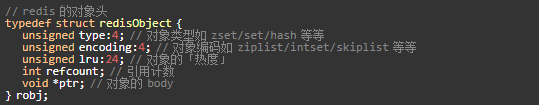 // redis 的对象头
typedef struct redisObject {
unsigned type:4; // 对象类型如 zset/set/hash 等等
unsigned encoding:4; // 对象编码如 ziplist/intset/skiplist 等等
unsigned lru:24; // 对象的「热度」
int refcount; // 引用计数
void *ptr; // 对象的 body
} robj;